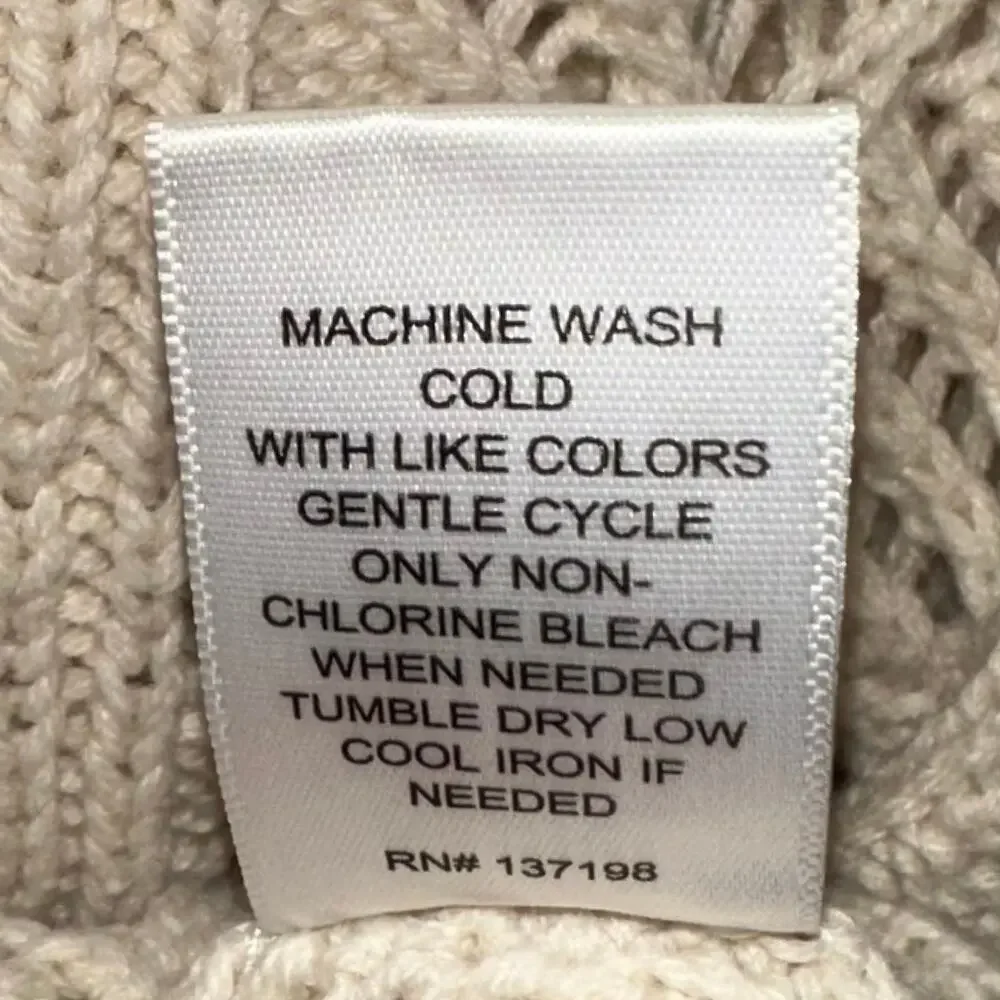 MACHINE WASH
COLD
WITH LIKE COLORS
GENTLE CYCLE
ONLY NON-
CHLORINE BLEACH
WHEN NEEDED
TUMBLE DRY LOW
COOL IRON IF
NEEDED
RN# 137198